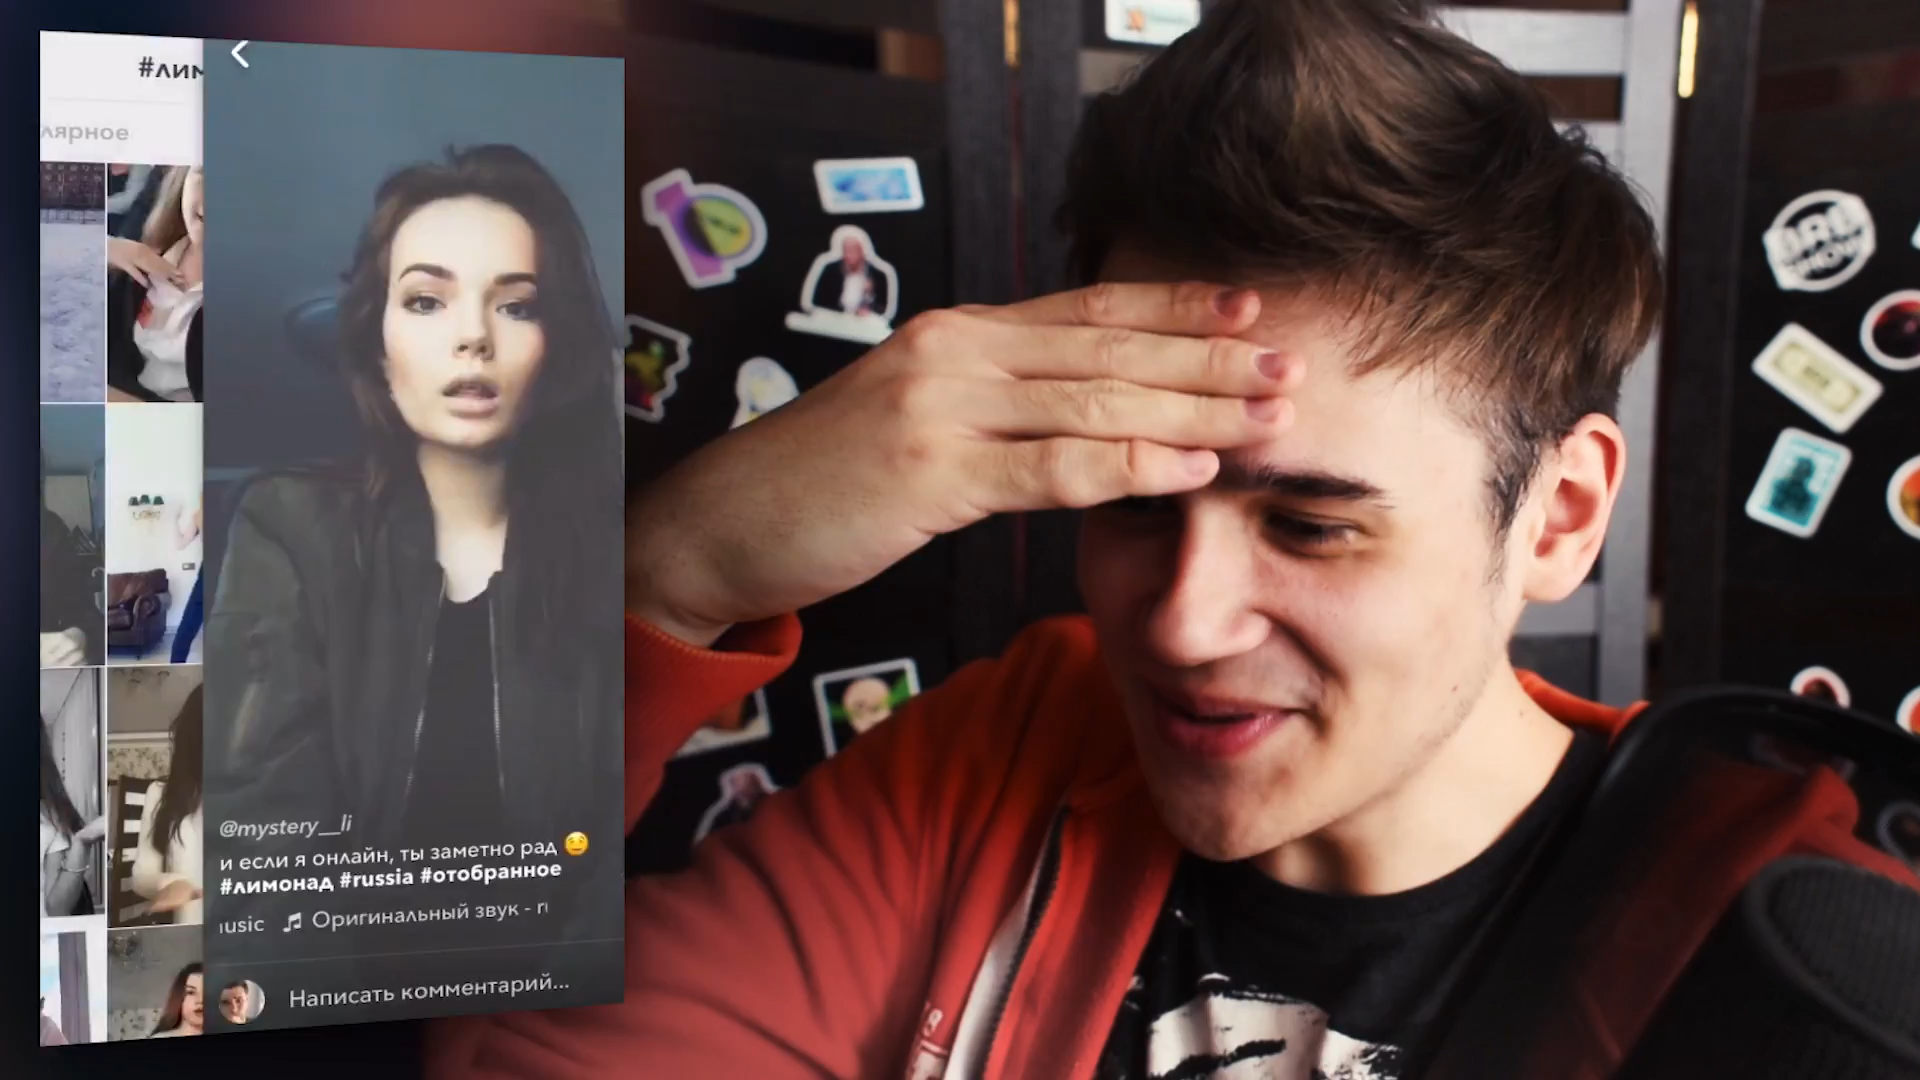 #лим
лярное
@mystery__li
и если я онлайн, ты заметно рад
#лимонад #russia #отобранное
usic ♫ Оригинальный звук - r
Написать комментарий...